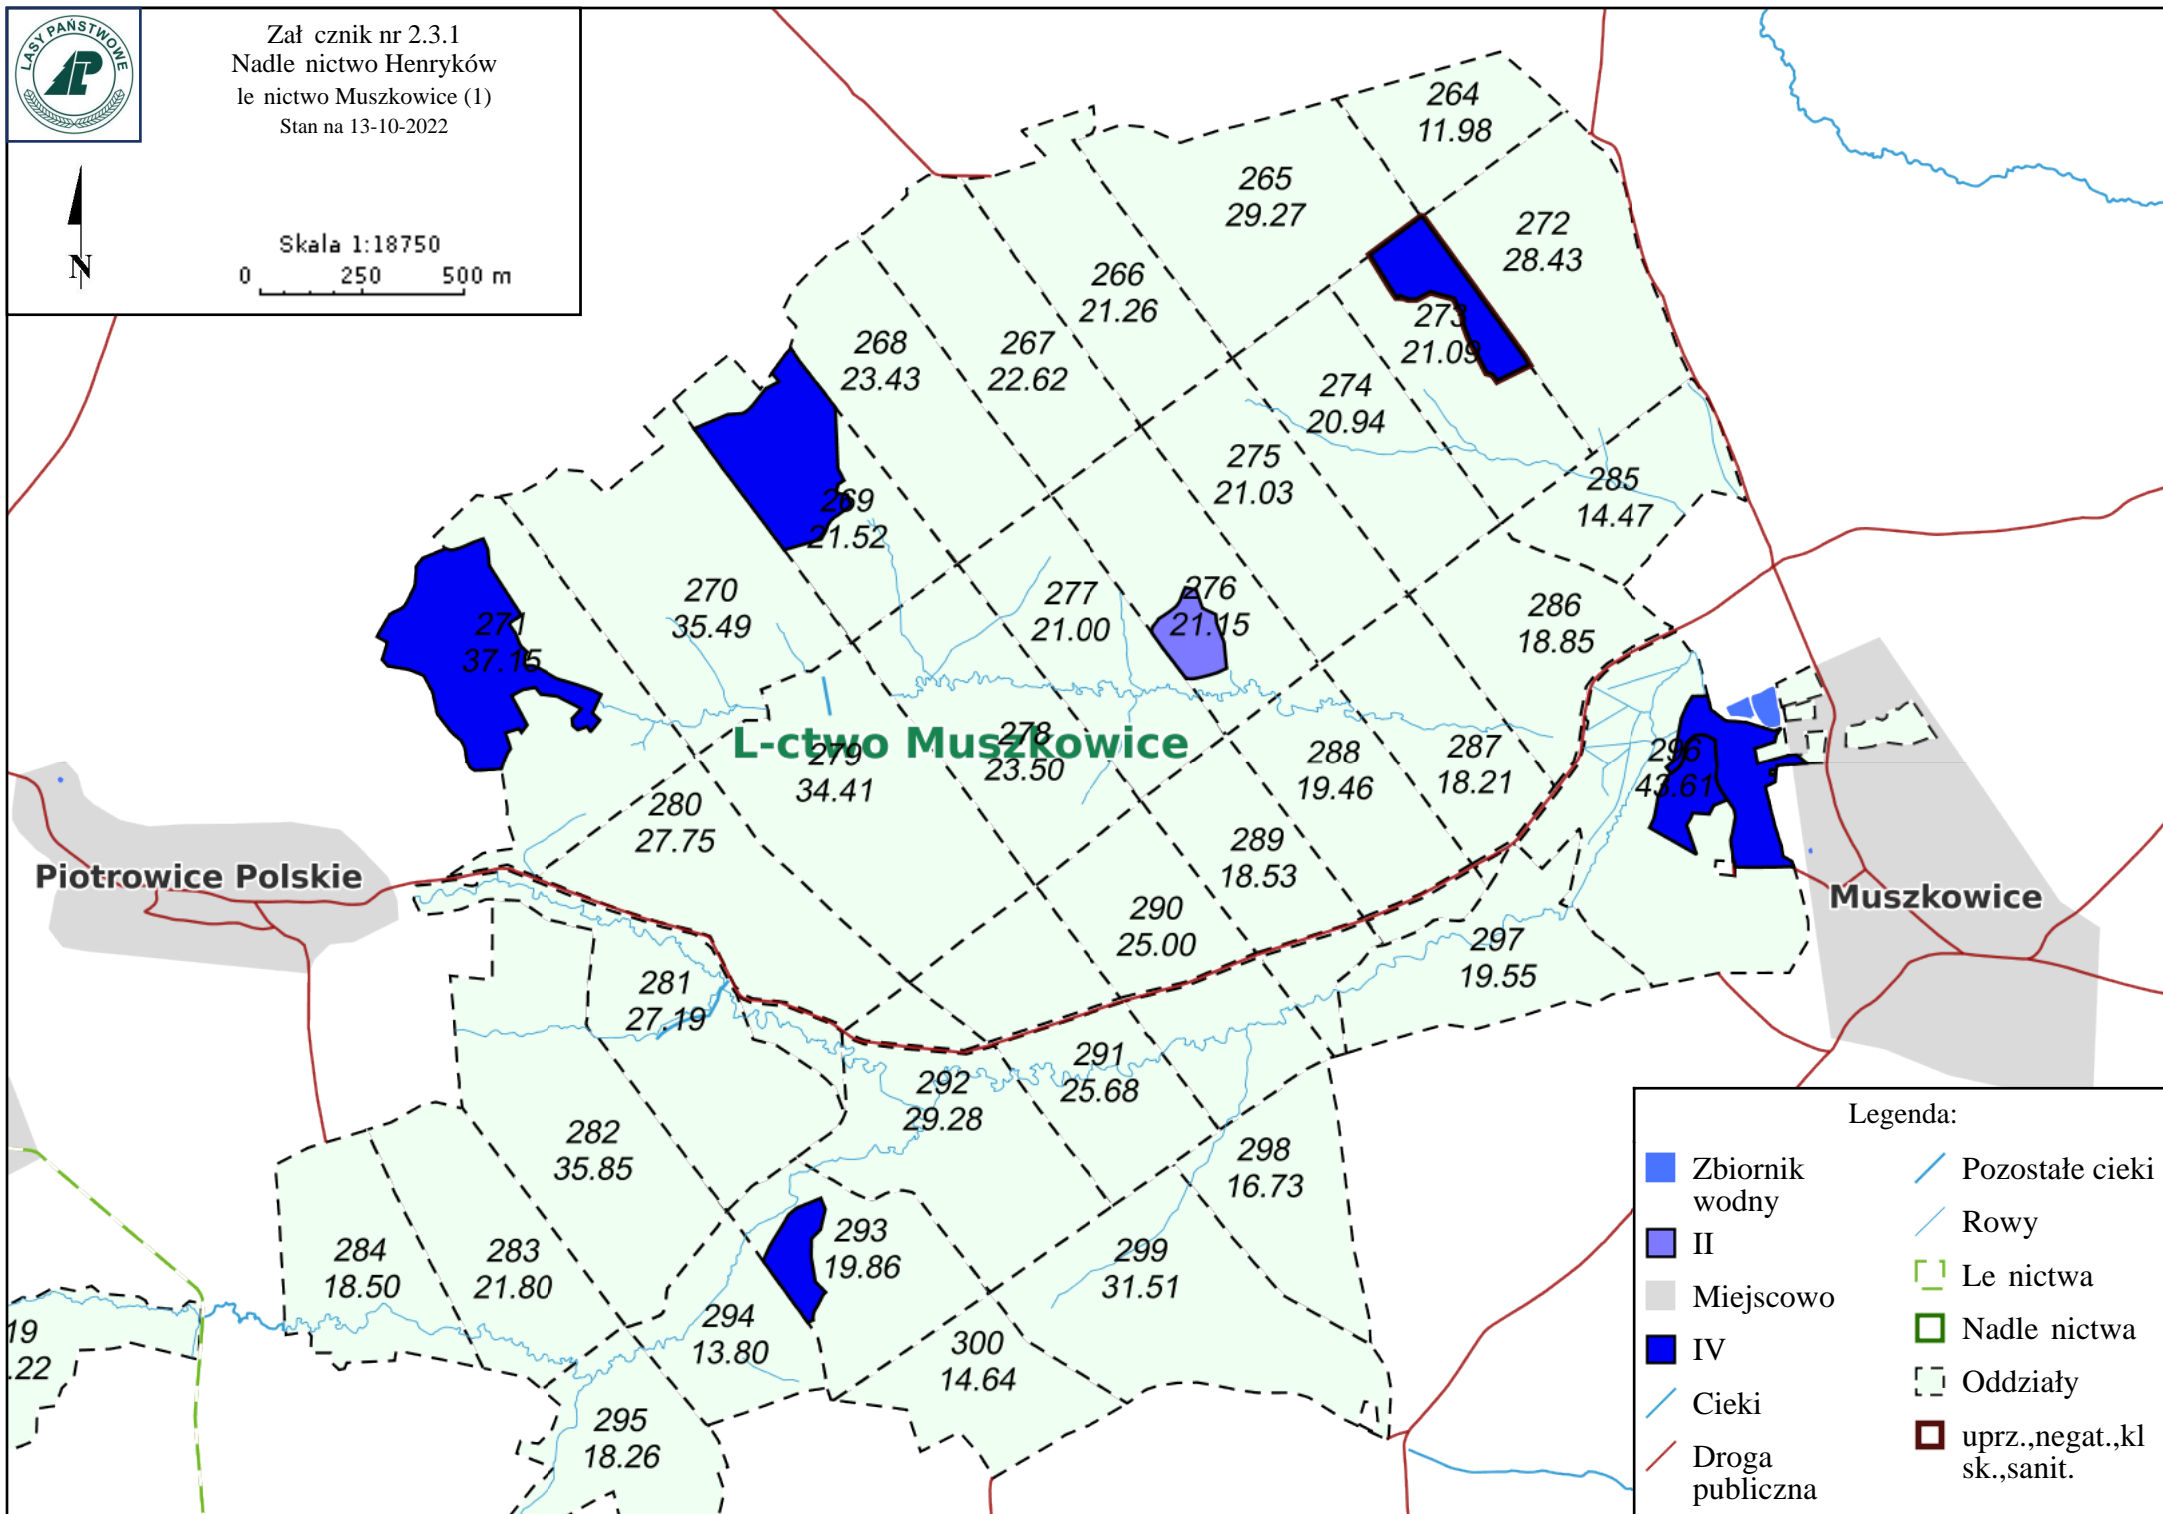 LASY PAŃSTWOWE
Zał cznik nr 2.3.1
Nadle nictwo Henryków
le nictwo Muszkowice (1)
Stan na 13-10-2022
N
Skala 1:18750
0 250 500 m
264
11.98
265
29.27
272
28.43
266
21.26
273
21.09
268
23.43
267
22.62
274
20.94
275
21.03
285
14.47
269
21.52
270
35.49
277
21.00
276
21.15
286
18.85
271
37.15
L-ctwo Muszkowice
278
23.50
279
34.41
288
19.46
287
18.21
296
43.61
280
27.75
289
18.53
Piotrowice Polskie
Muszkowice
290
25.00
297
19.55
281
27.19
291
25.68
292
29.28
282
35.85
298
16.73
293
19.86
284
18.50
283
21.80
299
31.51
294
13.80
300
14.64
19
.22
295
18.26
Legenda:
Zbiornik
wodny
II
Miejscowo
IV
Cieki
Droga
publiczna
Pozostałe cieki
Rowy
Le nictwa
Nadle nictwa
Oddziały
uprz.,negat.,kl
sk.,sanit.